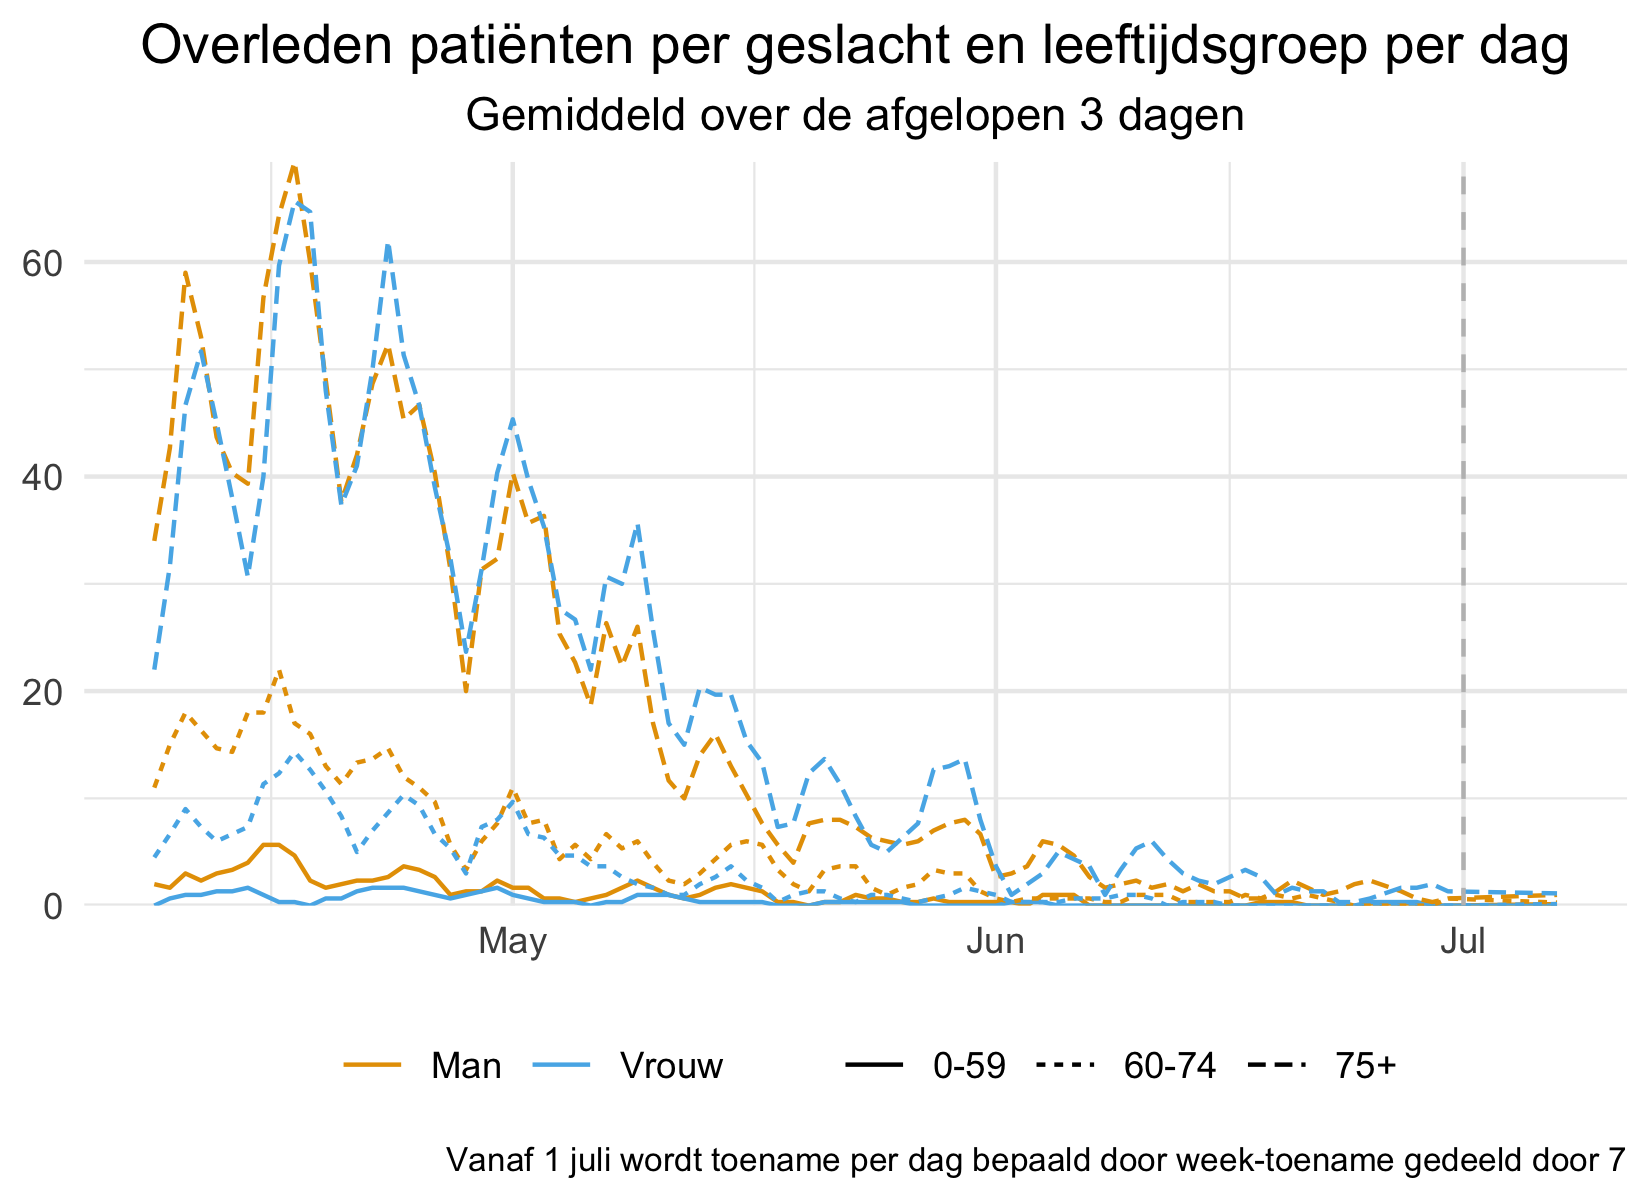 Overleden patiënten per geslacht en leeftijdsgroep per dag
Gemiddeld over de afgelopen 3 dagen
60
40
20
0
May Jun Jul
Man Vrouw 0-59 60-74 75+
Vanaf 1 juli wordt toename per dag bepaald door week-toename gedeeld door 7